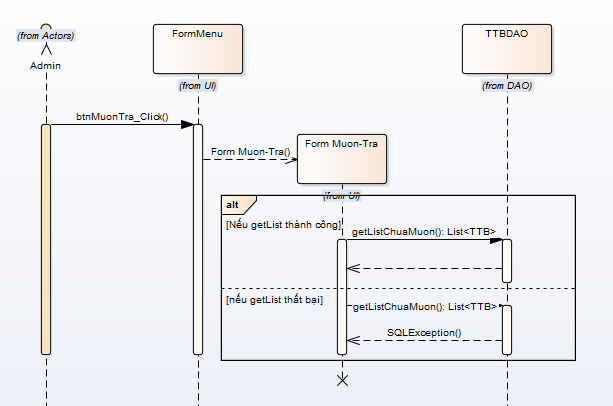 FormMenu
TTBDAO
(from Actors)
Admin
(from UI)
(from DAO)
btnMuonTra_Click()
Form Muon-Tra()
Form Muon-Tra
(from UI)
alt
[Nếu getList thành công]
getListChuaMuon(): List<TTB>
[nếu getList thất bại]
getListChuaMuon(): List<TTB>
SQLException()